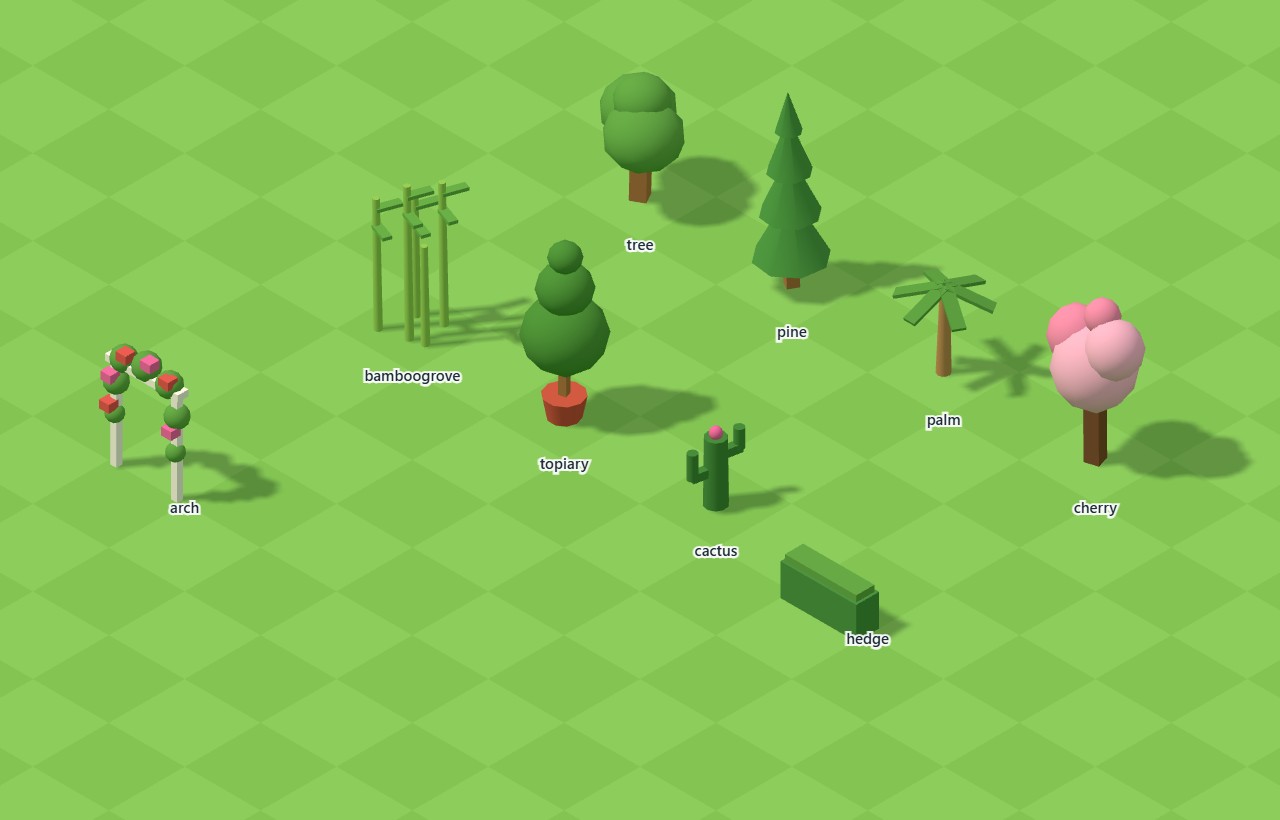 tree
pine
bamboogrove
palm
topiary
arch
cherry
cactus
hedge